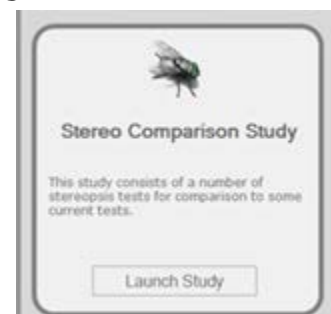 Stereo Comparison Study
This study consists of a number of
stereopsis tests for comparison to some
current tests.
Launch Study